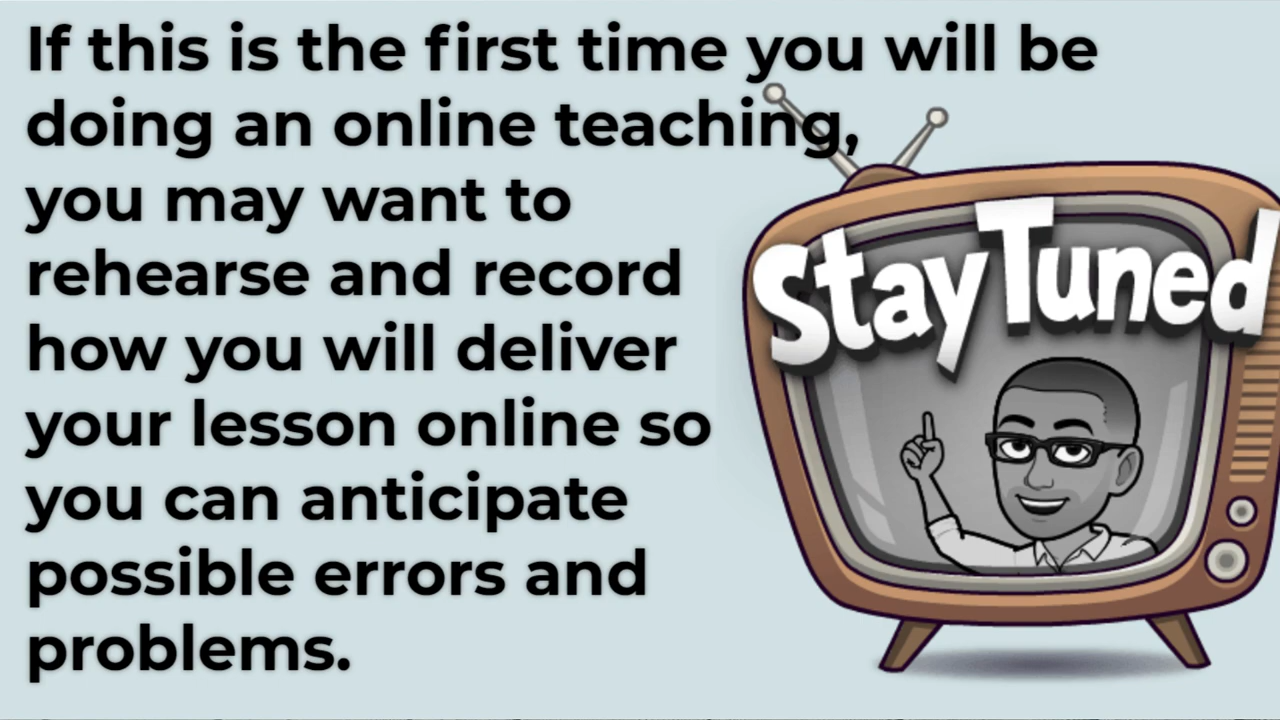 If this is the first time you will be
doing an online teaching,
you may want to
rehearse and record
how you will deliver
your lesson online so
you can anticipate
possible errors and
problems.
Stay Tuned